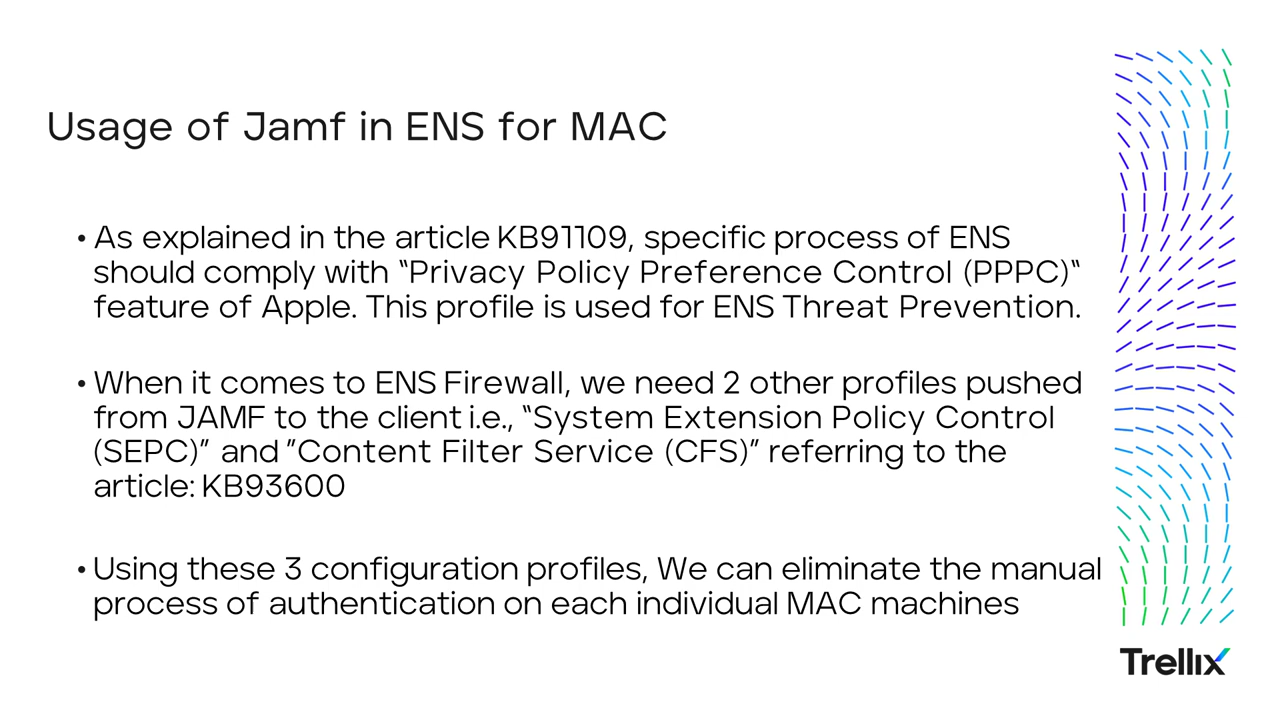 Usage of Jamf in ENS for MAC
• As explained in the article KB91109, specific process of ENS
should comply with “Privacy Policy Preference Control (PPPC)“
feature of Apple. This profile is used for ENS Threat Prevention.
• When it comes to ENS Firewall, we need 2 other profiles pushed
from JAMF to the client i.e., “System Extension Policy Control
(SEPC)” and ”Content Filter Service (CFS)” referring to the
article: KB93600
• Using these 3 configuration profiles, We can eliminate the manual
process of authentication on each individual MAC machines
Trellix